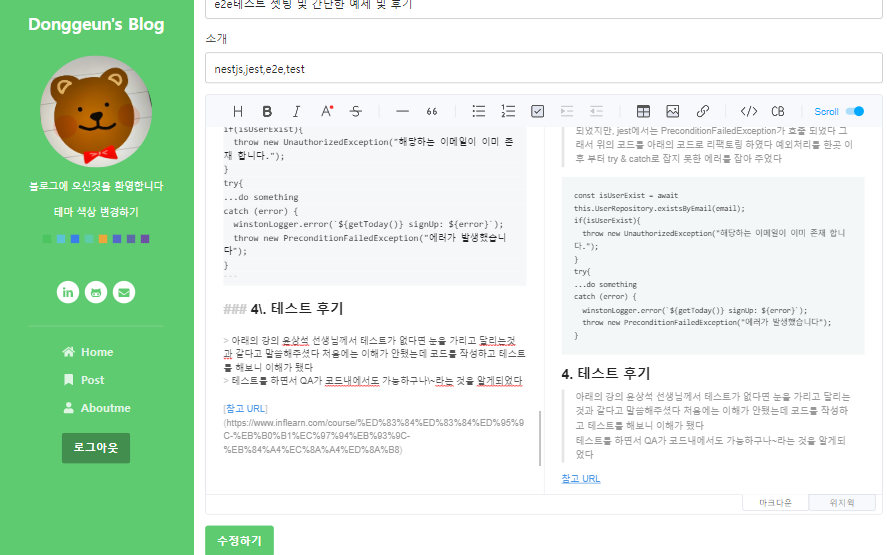 Donggeun's Blog
블로그에 오신것을 환영합니다
테마 색상 변경하기
Home
Post
Aboutme
로그아웃
e2e테스트 셋팅 및 간단한 예제 및 후기
소개
nestjs,jest,e2e,test
H B I A S 66 CB Scroll
if(isUserExist){
throw new UnauthorizedException("해당하는 이메일이 이미 존
재 합니다.");
}
try{
...do something
catch (error) {
winstonLogger.error(`${getToday()} signUp: ${error}`);
throw new PreconditionFailedException("에러가 발생했습니
다");
}
```
### 4\. 테스트 후기
> 아래의 강의 윤상석 선생님께서 테스트가 없다면 눈을 가리고 달리는것
과 같다고 말씀해주셨다 저음에는 이해가 안됐는데 코드를 작성하고 테스트
를 해보니 이해가 됐다
> 테스트를 하면서 QA가 코드내에서도 가능하구나\~라는 것을 알게되었다
[참고 URL]
(https://www.inflearn.com/course/%ED%83%84%ED%83%84%ED%95%9
C-%EB%B0%B1%EC%97%94%EB%93%9C-
%EB%84%A4%EC%8A%A4%ED%8A%B8)
되었지만, jest에서는 PreconditionFailedException가 호출 되었다 그
래서 위의 코드를 아래의 코드로 리팩토링 하였다 예외저리를 한곳 이
후 부터 try & catch로 잡지 못한 에러를 잡아 주었다
const isUserExist = await
this.UserRepository.existsByEmail(email);
if(isUserExist){
throw new UnauthorizedException("해당하는 이메일이 이미 존재 합니
다.");
}
try{
...do something
catch (error) {
winstonLogger.error(`${getToday()} signUp: ${error}`);
throw new PreconditionFailedException("에러가 발생했습니다");
}
4. 테스트 후기
아래의 강의 윤상석 선생님께서 테스트가 없다면 눈을 가리고 달리는
것과 같다고 말씀해주셨다 저음에는 이해가 안됐는데 코드를 작성하
고 테스트를 해보니 이해가 됐다
테스트를 하면서 QA가 코드내에서도 가능하구나~라는 것을 알게되
었다
참고 URL
마크다운
위지윅
수정하기